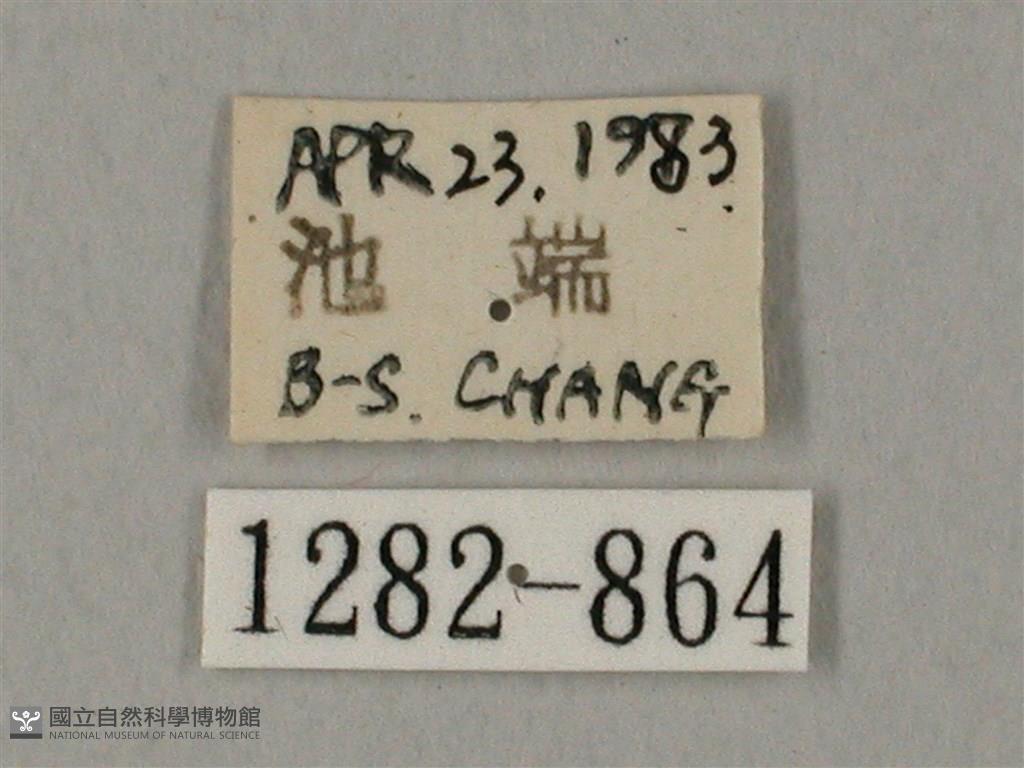 APR 23. 1983.
池 端
B-S. CHANG
1282-864
國立自然科學博物館
NATIONAL MUSEUM OF NATURAL SCIENCE